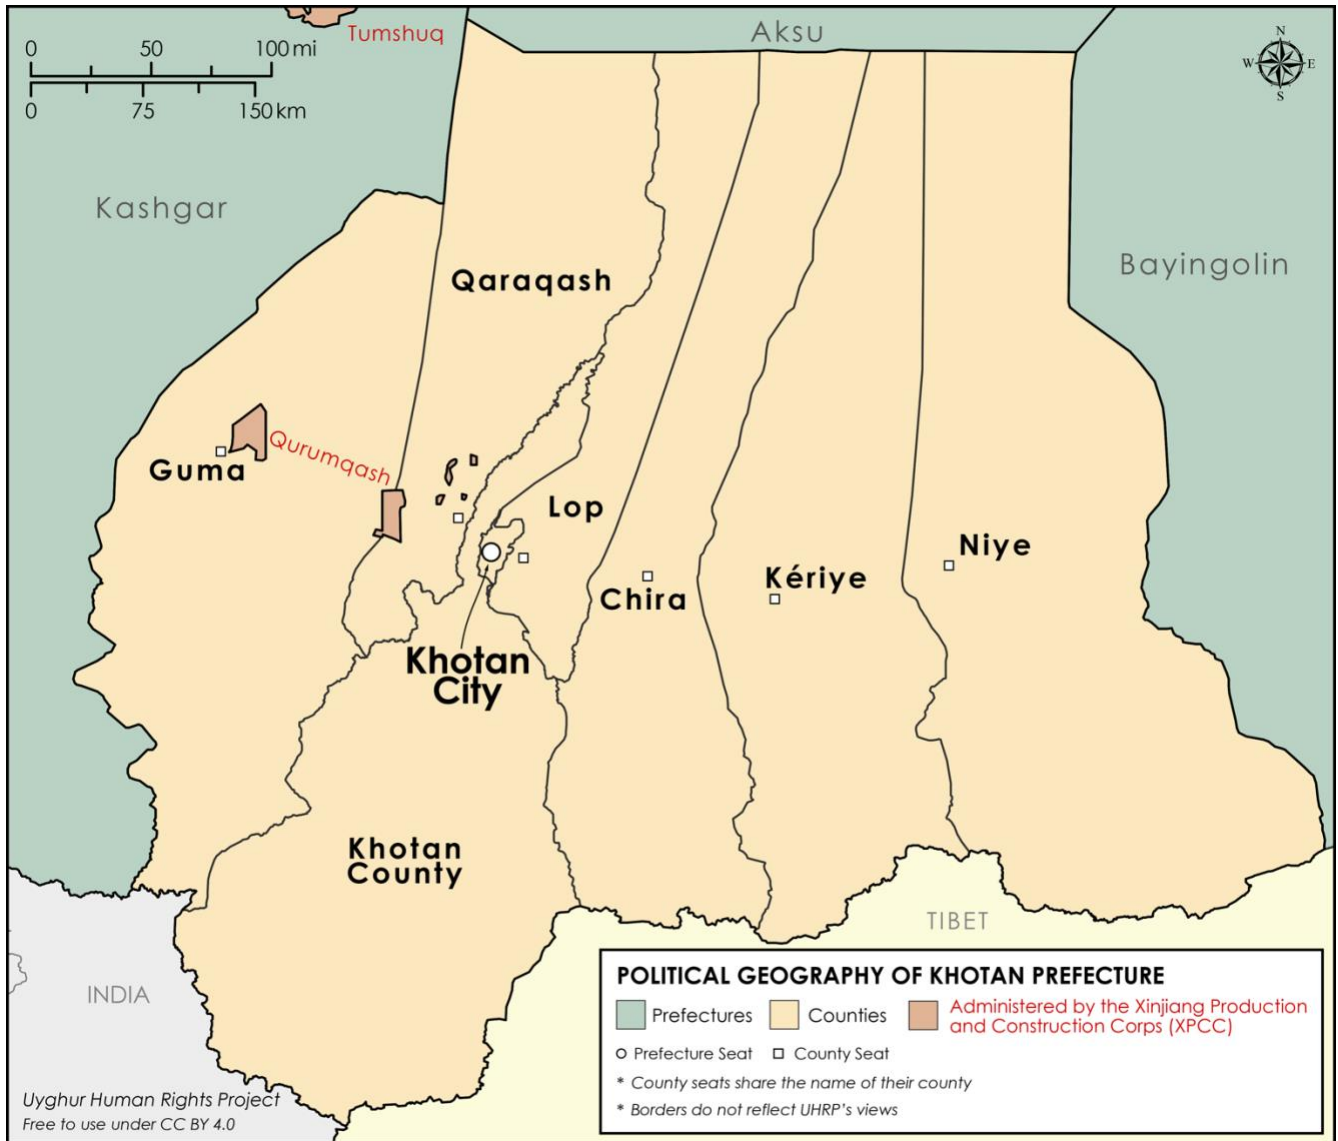 Tumshuq
Aksu
0 50 100 mi
0 75 150 km
N
W E
S
Kashgar
Bayingolin
Qaraqash
Qurumqash
Guma
Lop
Niye
Kériye
Chira
Khotan
City
Khotan
County
TIBET
INDIA
POLITICAL GEOGRAPHY OF KHOTAN PREFECTURE
Prefectures
Counties
Administered by the Xinjiang Production
and Construction Corps (XPCC)
Prefecture Seat
County Seat
* County seats share the name of their county
* Borders do not reflect UHRP's views
Uyghur Human Rights Project
Free to use under CC BY 4.0